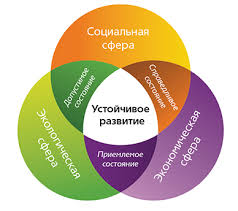 Социальная
сфера
Допустимое
состояние
Справедливое
состояние
Устойчивое
развитие
Экологическая
сфера
Приемлемое
состояние
Экономическая
сфера